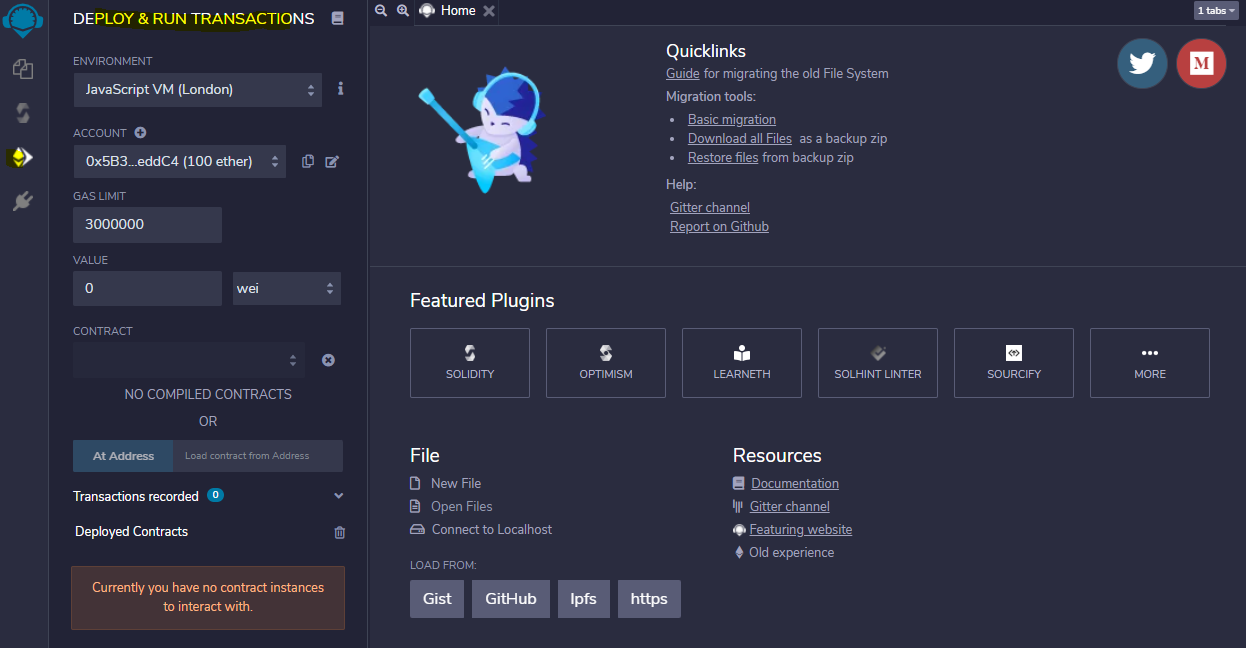 DEPLOY & RUN TRANSACTIONS
ENVIRONMENT
JavaScript VM (London)
i
ACCOUNT
0x5B3...eddC4 (100 ether)
GAS LIMIT
3000000
VALUE
0
wei
CONTRACT
NO COMPILED CONTRACTS
OR
At Address
Load contract from Address
Transactions recorded 0
Deployed Contracts
Currently you have no contract instances
to interact with.
Home
1 tabs
Quicklinks
Guide for migrating the old File System
Migration tools:
Basic migration
Download all Files as a backup zip
Restore files from backup zip
Help:
Gitter channel
Report on Github
M
Featured Plugins
SOLIDITY
OPTIMISM
LEARNETH
SOLHINT LINTER
SOURCIFY
MORE
File
New File
Open Files
Connect to Localhost
LOAD FROM:
Gist
GitHub
Ipfs
https
Resources
Documentation
Gitter channel
Featuring website
Old experience